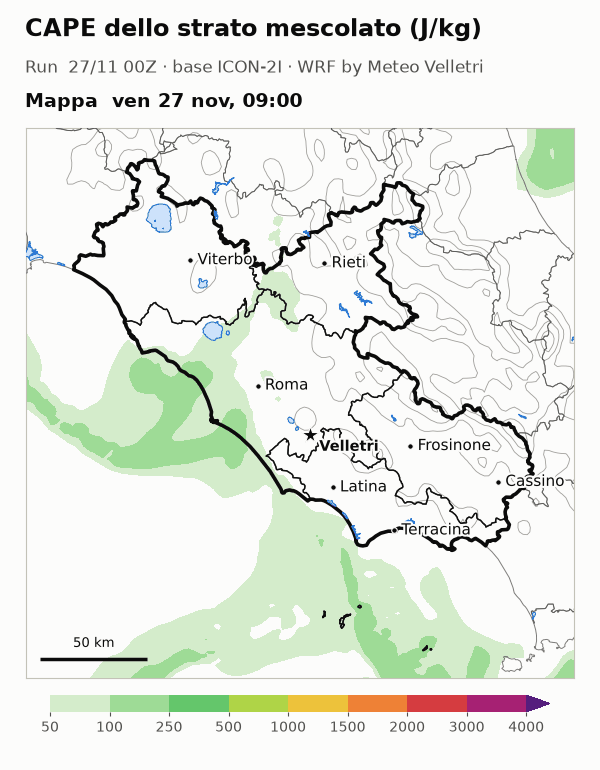 CAPE dello strato mescolato (J/kg)
Run  27/11 00Z · base ICON-2I · WRF by Meteo Velletri
Mappa  ven 27 nov, 09:00
Viterbo
Rieti
Roma
Velletri
Frosinone
Latina
Cassino
Terracina
50 km
50 100 250 500 1000 1500 2000 3000 4000